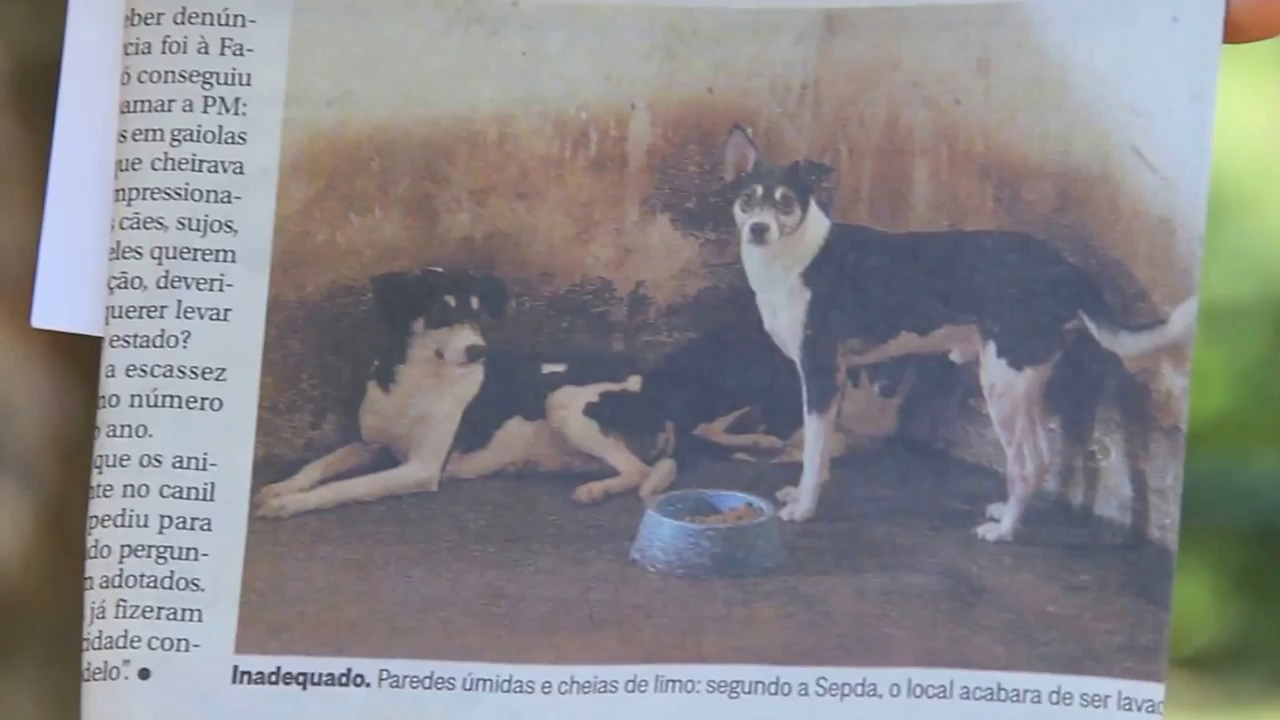 eber denún-
cia foi à Fa-
ó conseguiu
amar a PM:
s em gaiolas
que cheirava
mpressiona-
cães, sujos,
eles querem
ção, deveri-
querer levar
estado?
a escassez
no número
ano.
que os ani-
nte no canil
pediu para
do pergun-
adotados.
já fizeram
idade con-
delo”. ●
Inadequado. Paredes úmidas e cheias de limo: segundo a Sepda, o local acabara de ser lavad